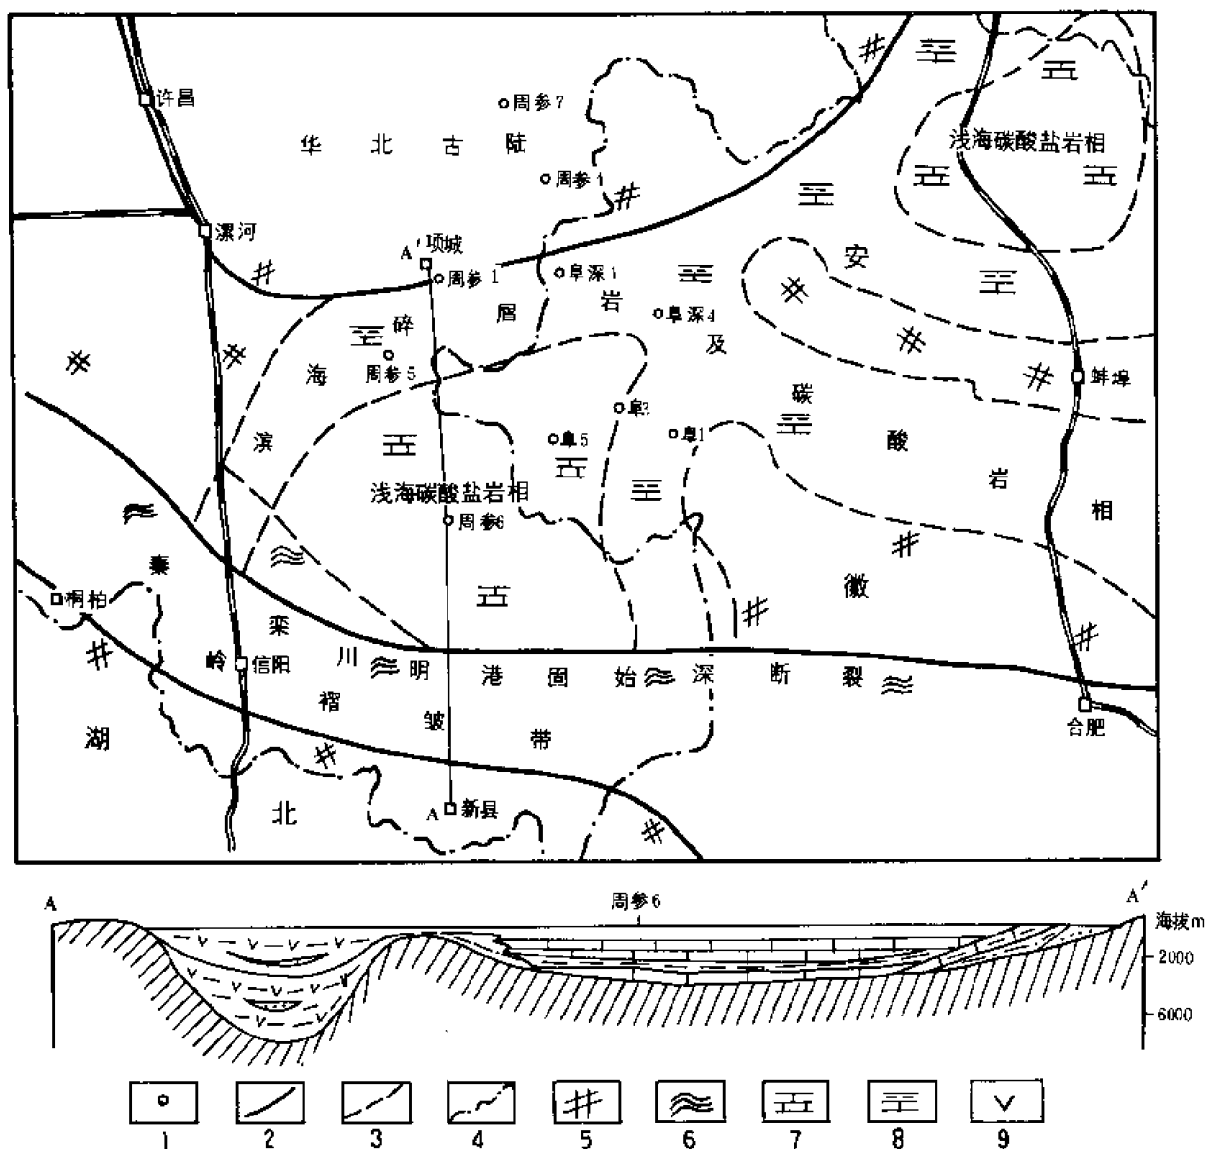 许昌
周参7
华北古陆
浅海碳酸盐岩相
周参4
漯河
A′
项城
周参1
阜深1
安
碎屑岩及
阜深4
周参5
滨海
碳酸岩相
蚌埠
阜3
阜5
阜1
浅海碳酸盐岩相
周参6
秦岭
桐柏
徽
栾川明港固始深断裂
信阳
褶皱带
合肥
湖北
A
新县
A
周参6
A′
海拔m
2000
6000
1
2
3
4
5
6
7
8
9